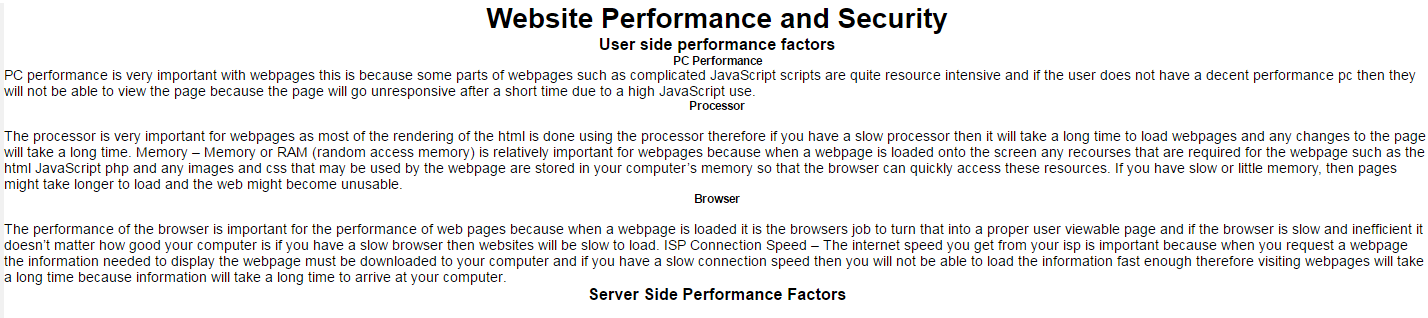 Website Performance and Security
User side performance factors
PC Performance
PC performance is very important with webpages this is because some parts of webpages such as complicated JavaScript scripts are quite resource intensive and if the user does not have a decent performance pc then they
will not be able to view the page because the page will go unresponsive after a short time due to a high JavaScript use.
Processor
The processor is very important for webpages as most of the rendering of the html is done using the processor therefore if you have a slow processor then it will take a long time to load webpages and any changes to the page
will take a long time. Memory – Memory or RAM (random access memory) is relatively important for webpages because when a webpage is loaded onto the screen any recourses that are required for the webpage such as the
html JavaScript php and any images and css that may be used by the webpage are stored in your computer’s memory so that the browser can quickly access these resources. If you have slow or little memory, then pages
might take longer to load and the web might become unusable.
Browser
The performance of the browser is important for the performance of web pages because when a webpage is loaded it is the browsers job to turn that into a proper user viewable page and if the browser is slow and inefficient it
doesn’t matter how good your computer is if you have a slow browser then websites will be slow to load. ISP Connection Speed – The internet speed you get from your isp is important because when you request a webpage
the information needed to display the webpage must be downloaded to your computer and if you have a slow connection speed then you will not be able to load the information fast enough therefore visiting webpages will take
a long time because information will take a long time to arrive at your computer.
Server Side Performance Factors